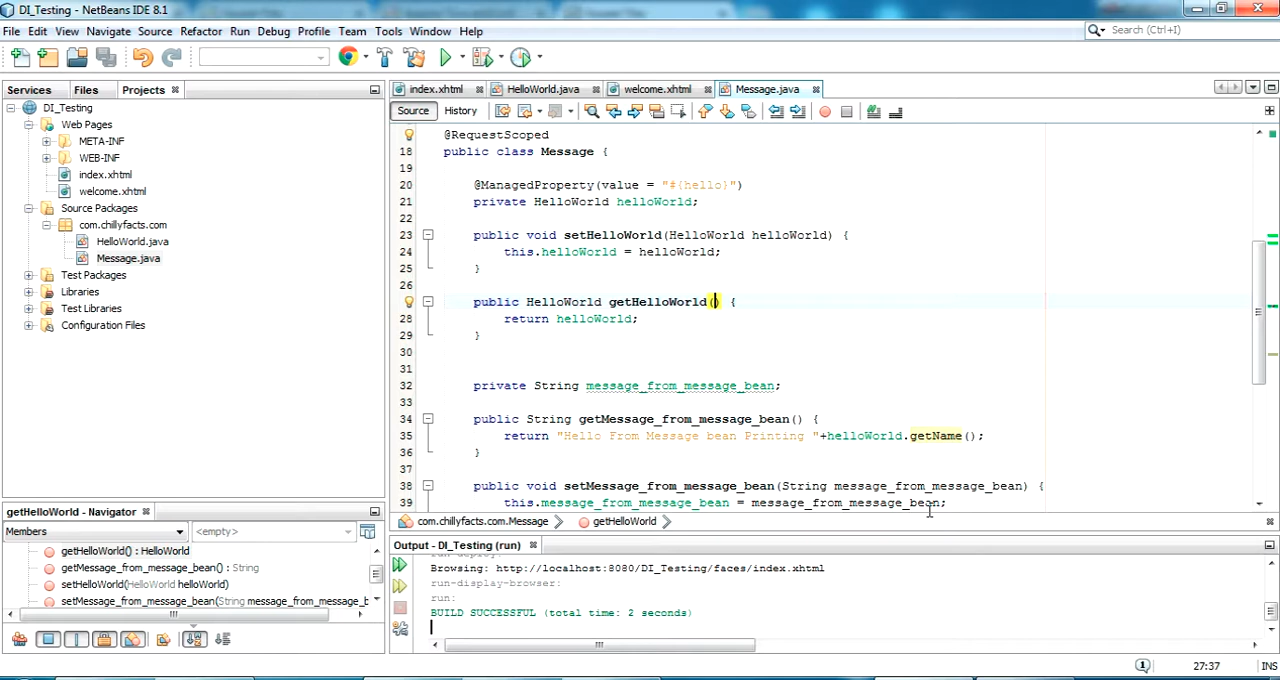 DI_Testing - NetBeans IDE 8.1
File Edit View Navigate Source Refactor Run Debug Profile Team Tools Window Help
Search (Ctrl+I)
Services Files Projects
index.xhtml HelloWorld.java welcome.xhtml Message.java
Source History
DI_Testing
Web Pages
META-INF
WEB-INF
index.xhtml
welcome.xhtml
Source Packages
com.chillyfacts.com
HelloWorld.java
Message.java
Test Packages
Libraries
Test Libraries
Configuration Files
@RequestScoped
18 public class Message {
19
20 @ManagedProperty(value = "#{hello}")
21 private HelloWorld helloWorld;
22
23 public void setHelloWorld(HelloWorld helloWorld) {
24 this.helloWorld = helloWorld;
25 }
26
public HelloWorld getHelloWorld() {
28 return helloWorld;
29 }
30
31
32 private String message_from_message_bean;
33
34 public String getMessage_from_message_bean() {
35 return "Hello From Message bean Printing "+helloWorld.getName();
36 }
37
38 public void setMessage_from_message_bean(String message_from_message_bean) {
39 this.message_from_message_bean = message_from_message_bean;
com.chillyfacts.com.Message getHelloWorld
getHelloWorld - Navigator
Members <empty>
getHelloWorld() : HelloWorld
getMessage_from_message_bean() : String
setHelloWorld(HelloWorld helloWorld)
setMessage_from_message_bean(String message_from_message_b
Output - DI_Testing (run)
run-deploy:
Browsing: http://localhost:8080/DI_Testing/faces/index.xhtml
run-display-browser:
run:
BUILD SUCCESSFUL (total time: 2 seconds)
1 27:37 INS